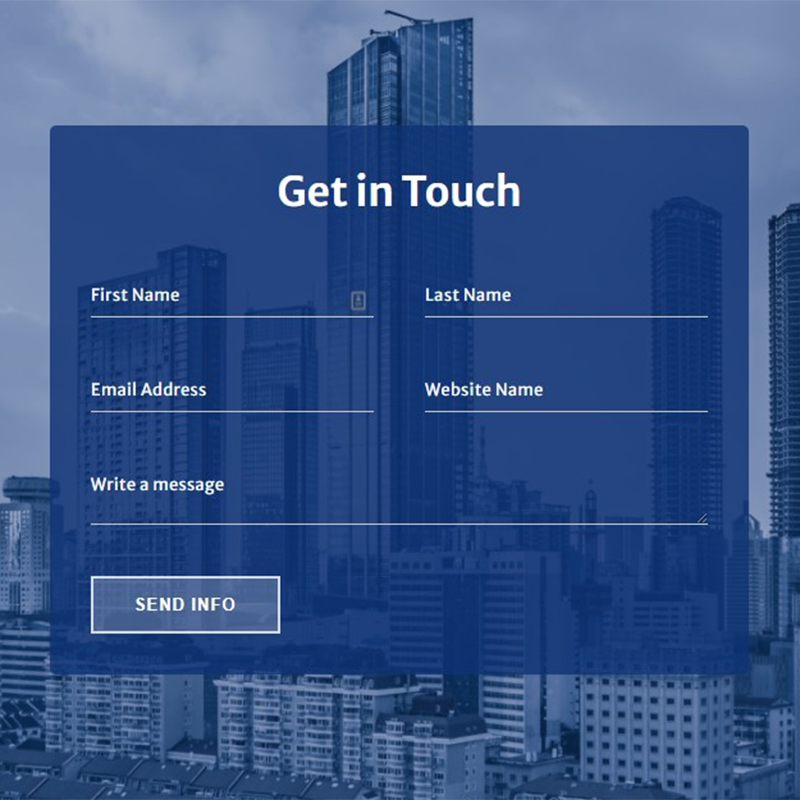 Get in Touch
First Name
Last Name
Email Address
Website Name
Write a message
SEND INFO